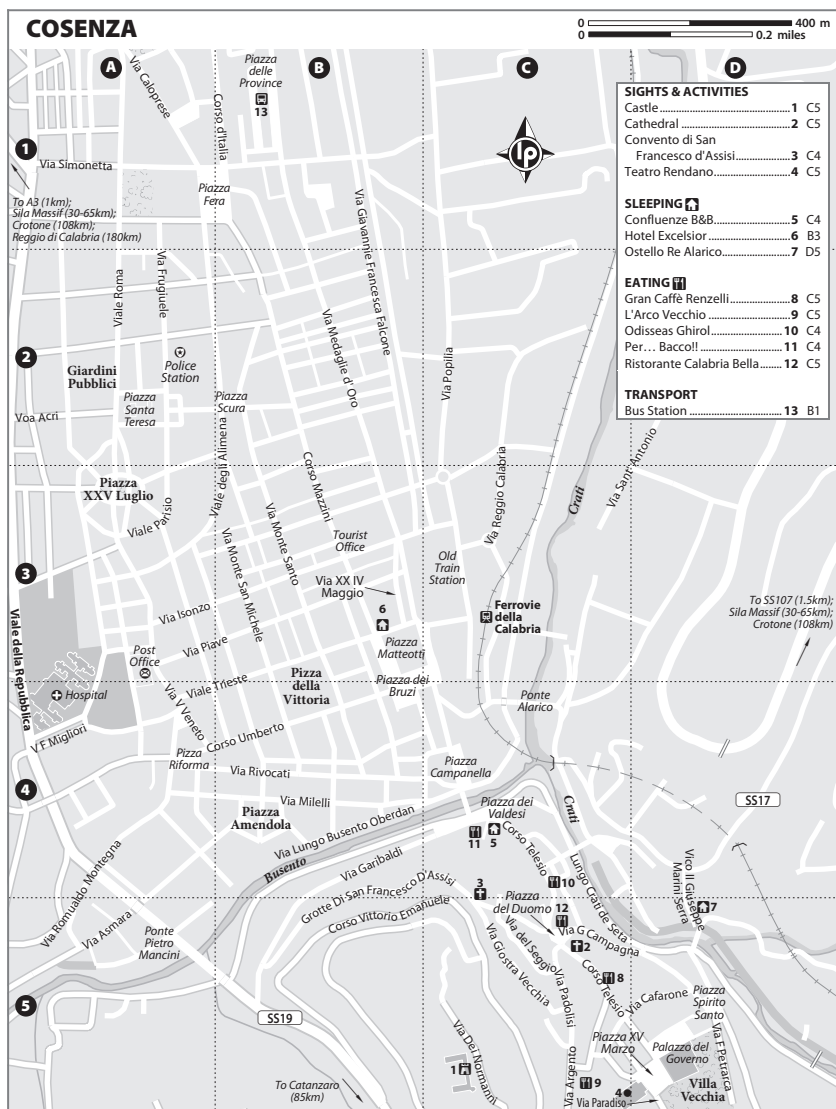 COSENZA
0 400 m
0 0.2 miles
A
B
C
D
1
2
3
4
5
SIGHTS & ACTIVITIES
Castle 1 C5
Cathedral 2 C5
Convento di San
Francesco d'Assisi 3 C4
Teatro Rendano 4 C5
SLEEPING
Confluenze B&B 5 C4
Hotel Excelsior 6 B3
Ostello Re Alarico 7 D5
EATING
Gran Caffè Renzelli 8 C5
L'Arco Vecchio 9 C5
Odisseas Ghirol 10 C4
Per… Bacco!! 11 C4
Ristorante Calabria Bella 12 C5
TRANSPORT
Bus Station 13 B1
lp
Via Caloprese
Corso d'Italia
Piazza
delle
Province
13
Via Simonetta
Piazza
Fera
To A3 (1km);
Sila Massif (30-65km);
Crotone (108km);
Reggio di Calabria (180km)
Via Giavannie Francesca Falcone
Viale Roma
Via Frugiuele
Via Medaglie d' Oro
Via Popilia
Police
Station
Giardini
Pubblici
Piazza
Santa
Teresa
Piazza
Scura
Voa Acri
Viale degli Alimera
Piazza
XXV Luglio
Corso Mazzini
Via Reggio Calabria
Crati
Via Sant' Antonio
Viale Parisio
Via Monte San Michele
Via Monte Santo
Tourist
Office
Old
Train
Station
Via XX IV
Maggio
6
Ferrovie
della
Calabria
To SS107 (1.5km);
Sila Massif (30-65km);
Crotone (108km)
Viale della Repubblica
Via Isonzo
Via Piave
Piazza
Matteotti
Post
Office
Viale Trieste
Pizza
della
Vittoria
Piazza dei
Bruzi
Hospital
Via V Veneto
Ponte
Alarico
V F Migliori
Corso Umberto
Pizza
Riforma
Via Rivocati
Piazza
Campanella
Via Milelli
Piazza
Amendola
Via Lungo Busento Oberdan
Busento
Piazza dei
Valdesi
Crati
SS17
11
5
Corso Telesio
Via Garibaldi
Lungo Crati de Seta
Via Romualdo Montegna
Grotte Di San Francesco D'Assisi
3
10
Vico II Giuseppe
Marini Serra
7
Corso Vittorio Emanuele
Piazza
del Duomo
12
Via Asmara
Ponte
Pietro
Mancini
Via G Campagna
2
Via del Seggio
Via Giostra Vecchia
Via Padolisi
Corso Telesio
8
Via Cafarone
Piazza
Spirito
Santo
SS19
Piazza XV
Marzo
Palazzo del
Governo
Via F Petrarca
Via Dei Normanni
1
Via Argento
9
4
Via Paradiso
Villa
Vecchia
To Catanzaro
(85km)